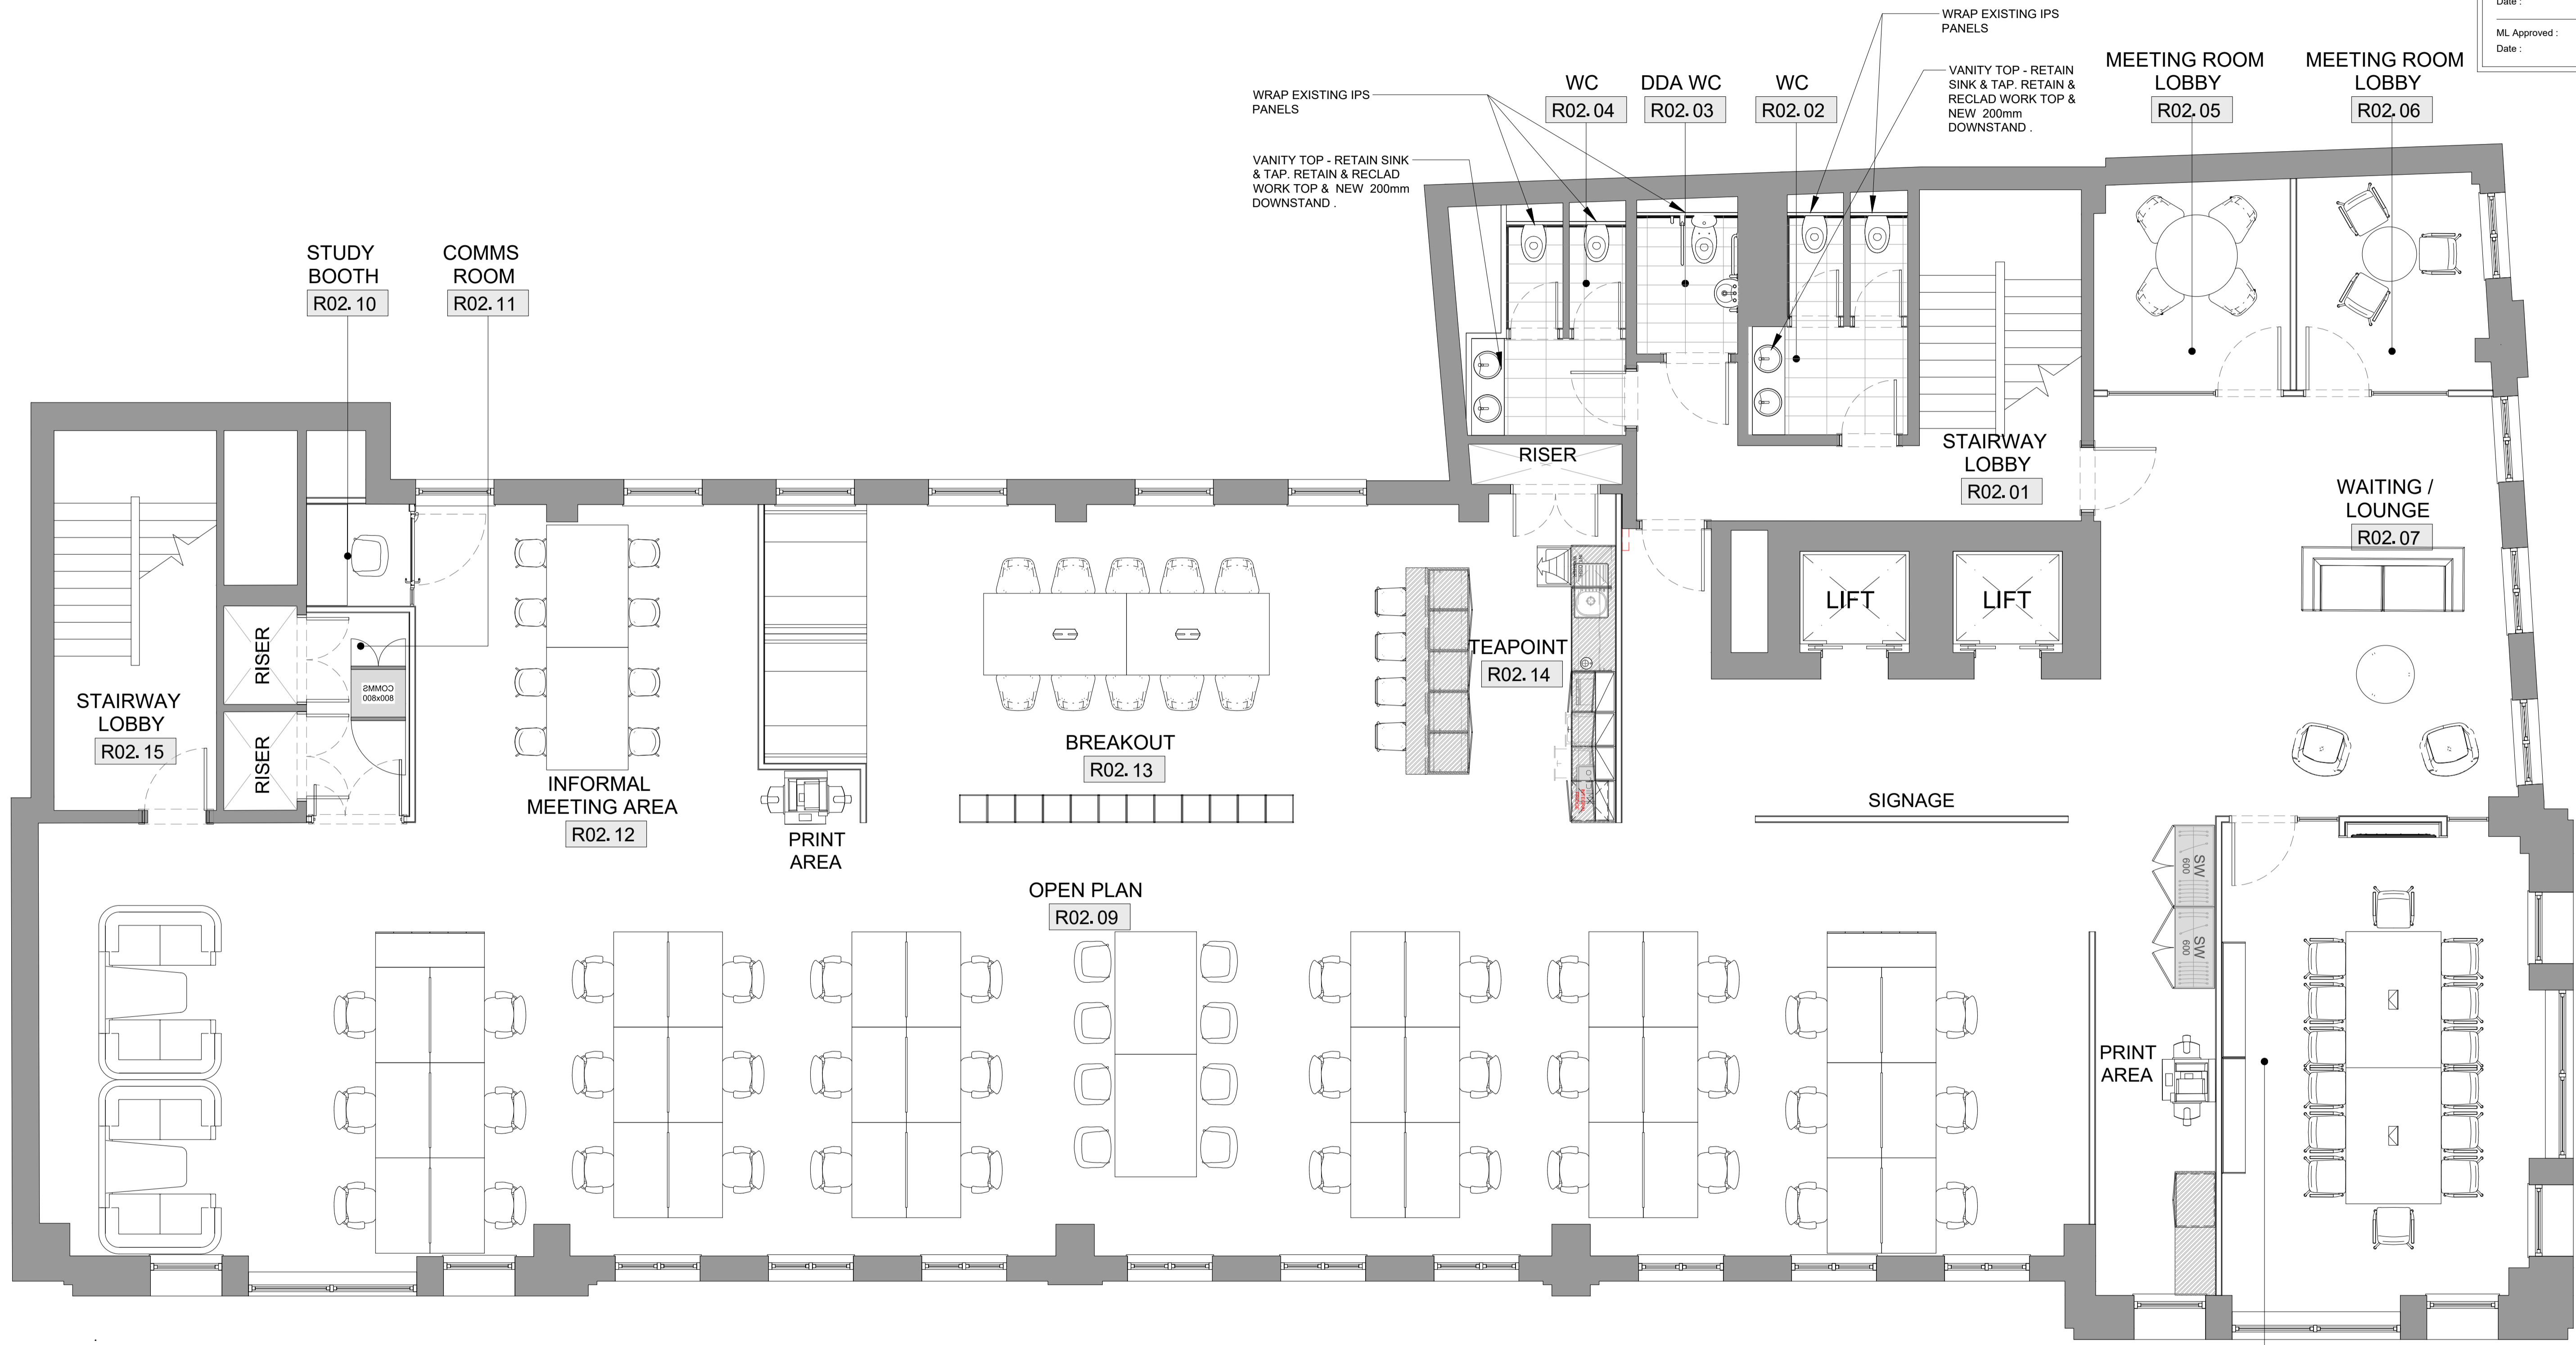 Date :
ML Approved :
Date :
WRAP EXISTING IPS
PANELS
VANITY TOP - RETAIN
SINK & TAP. RETAIN &
RECLAD WORK TOP &
NEW 200mm
DOWNSTAND .
MEETING ROOM
LOBBY
R02.05
MEETING ROOM
LOBBY
R02.06
WC
R02.04
DDA WC
R02.03
WC
R02.02
WRAP EXISTING IPS
PANELS
VANITY TOP - RETAIN SINK
& TAP. RETAIN & RECLAD
WORK TOP & NEW 200mm
DOWNSTAND .
STUDY
BOOTH
R02.10
COMMS
ROOM
R02.11
RISER
STAIRWAY
LOBBY
R02.01
WAITING /
LOUNGE
R02.07
LIFT
LIFT
RISER
RISER
COMMS
800x800
STAIRWAY
LOBBY
R02.15
TEAPOINT
R02.14
BREAKOUT
R02.13
INFORMAL
MEETING AREA
R02.12
PRINT
AREA
SIGNAGE
OPEN PLAN
R02.09
SW
600
SW
600
PRINT
AREA